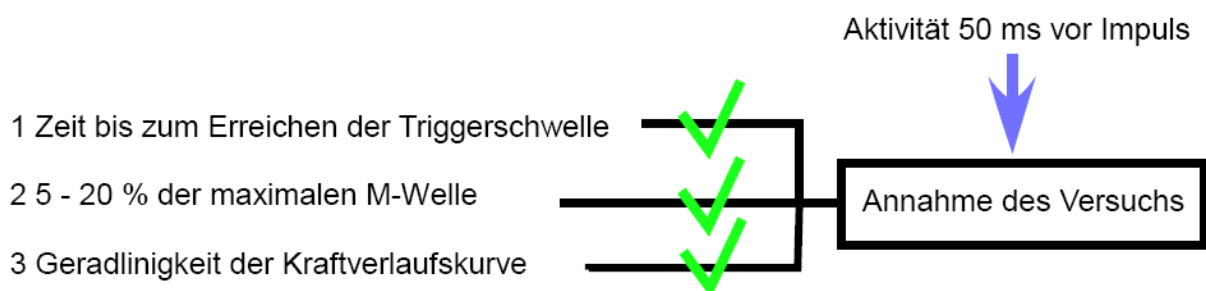 Aktivität 50 ms vor Impuls
1 Zeit bis zum Erreichen der Triggerschwelle
2 5 - 20 % der maximalen M-Welle
Annahme des Versuchs
3 Geradlinigkeit der Kraftverlaufskurve